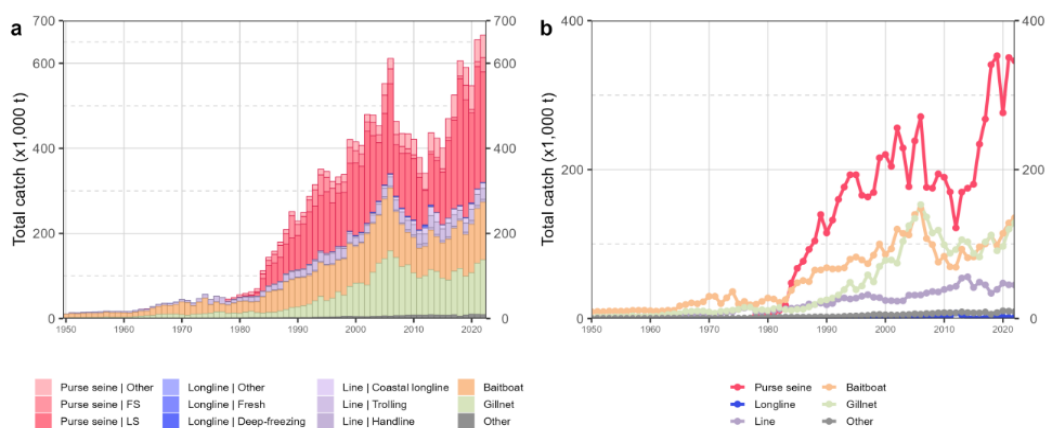 a
b
Total catch (x1,000 t)
700
600
400
200
0
700
600
400
200
0
1950 1960 1970 1980 1990 2000 2010 2020
Total catch (x1,000 t)
400
200
0
400
200
0
1950 1960 1970 1980 1990 2000 2010 2020
Purse seine | Other Longline | Other Line | Coastal longline Baitboat
Purse seine | FS Longline | Fresh Line | Trolling Gillnet
Purse seine | LS Longline | Deep-freezing Line | Handline Other
Purse seine Baitboat
Longline Gillnet
Line Other